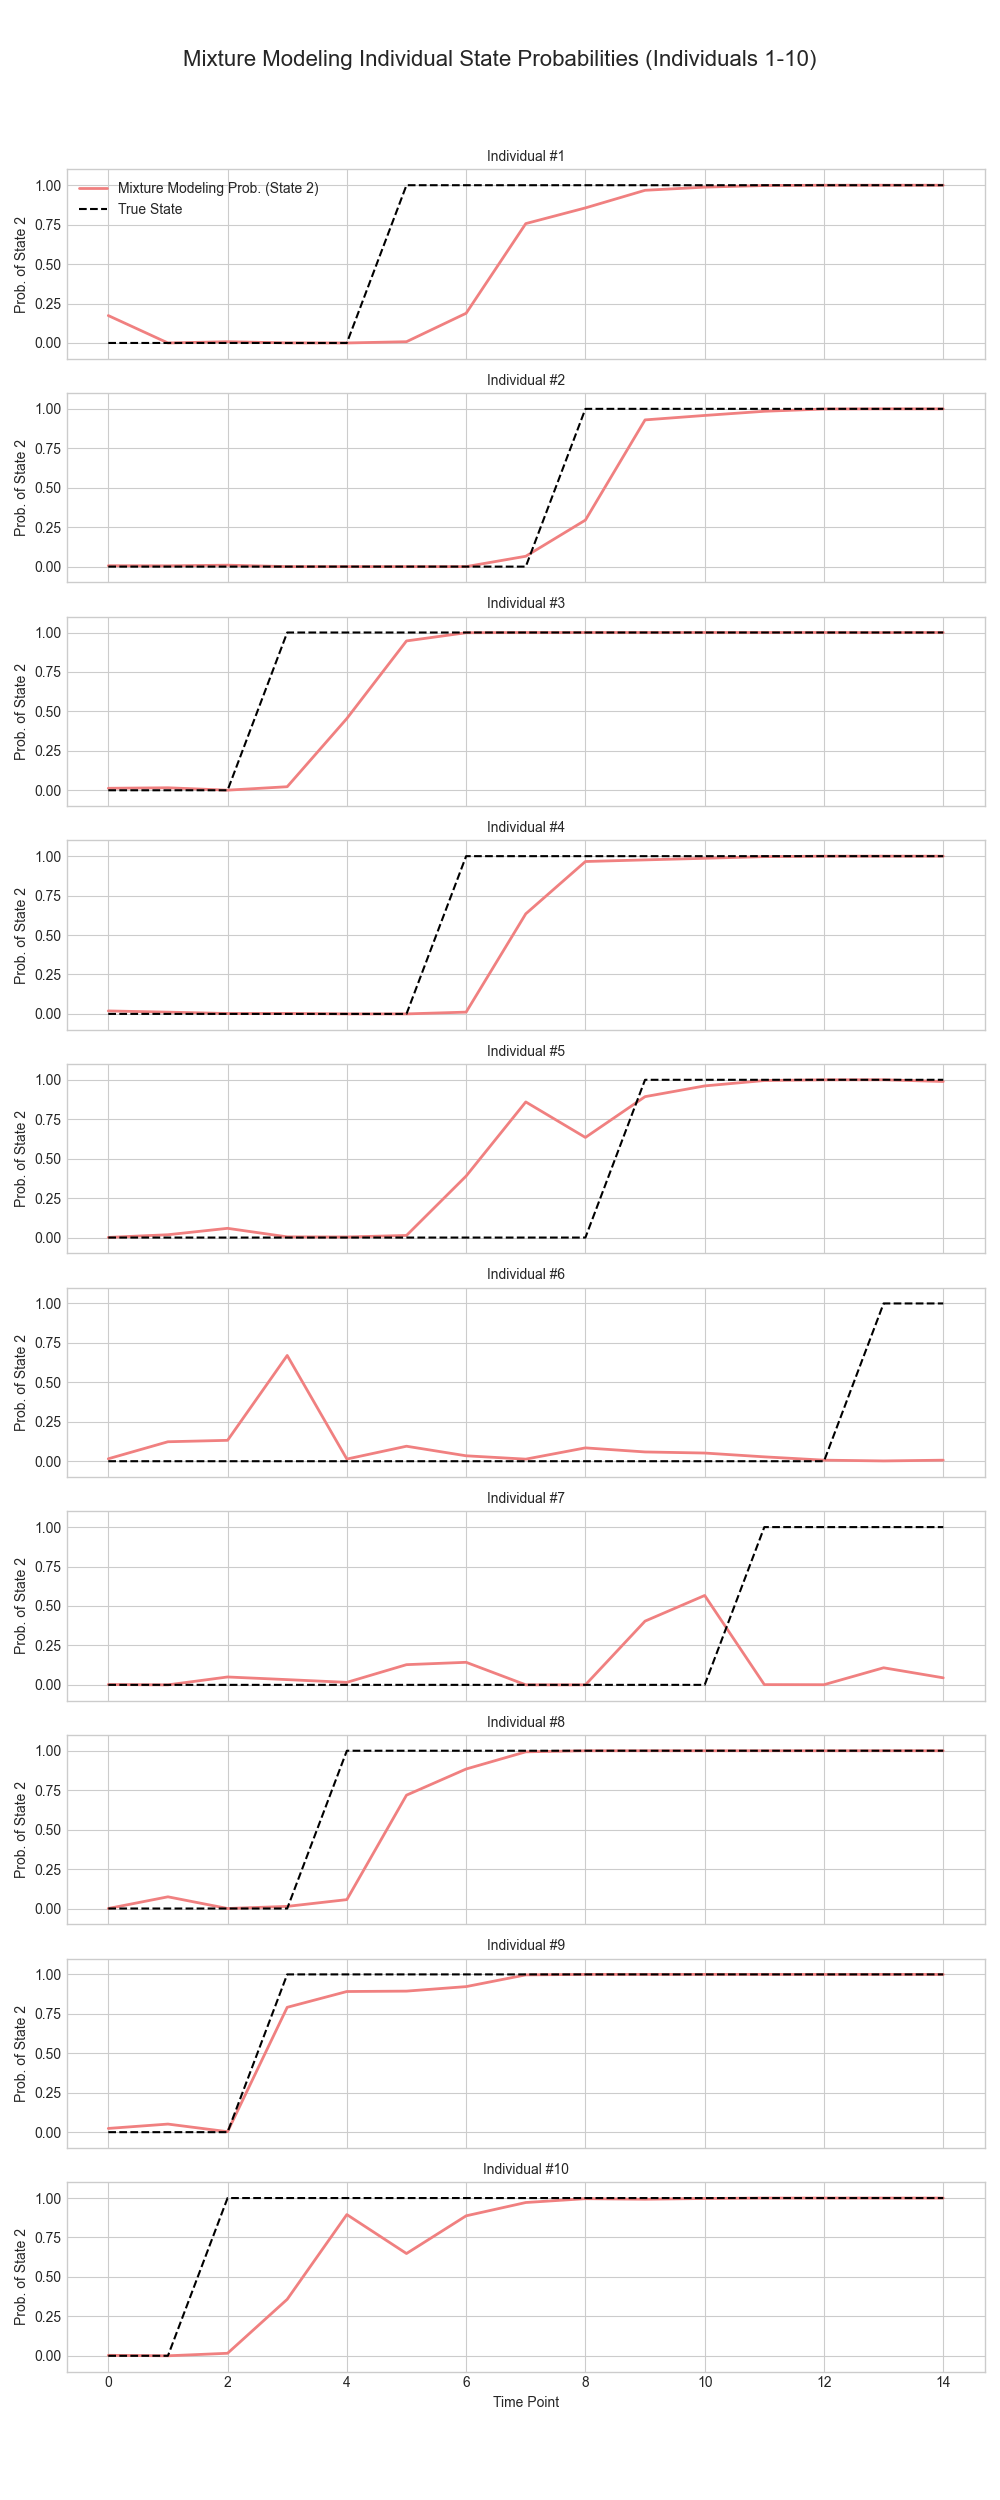 Mixture Modeling Individual State Probabilities (Individuals 1-10)
Individual #1
Mixture Modeling Prob. (State 2)
True State
Prob. of State 2
1.00
0.75
0.50
0.25
0.00
Individual #2
Prob. of State 2
1.00
0.75
0.50
0.25
0.00
Individual #3
Prob. of State 2
1.00
0.75
0.50
0.25
0.00
Individual #4
Prob. of State 2
1.00
0.75
0.50
0.25
0.00
Individual #5
Prob. of State 2
1.00
0.75
0.50
0.25
0.00
Individual #6
Prob. of State 2
1.00
0.75
0.50
0.25
0.00
Individual #7
Prob. of State 2
1.00
0.75
0.50
0.25
0.00
Individual #8
Prob. of State 2
1.00
0.75
0.50
0.25
0.00
Individual #9
Prob. of State 2
1.00
0.75
0.50
0.25
0.00
Individual #10
Prob. of State 2
1.00
0.75
0.50
0.25
0.00
0 2 4 6 8 10 12 14
Time Point